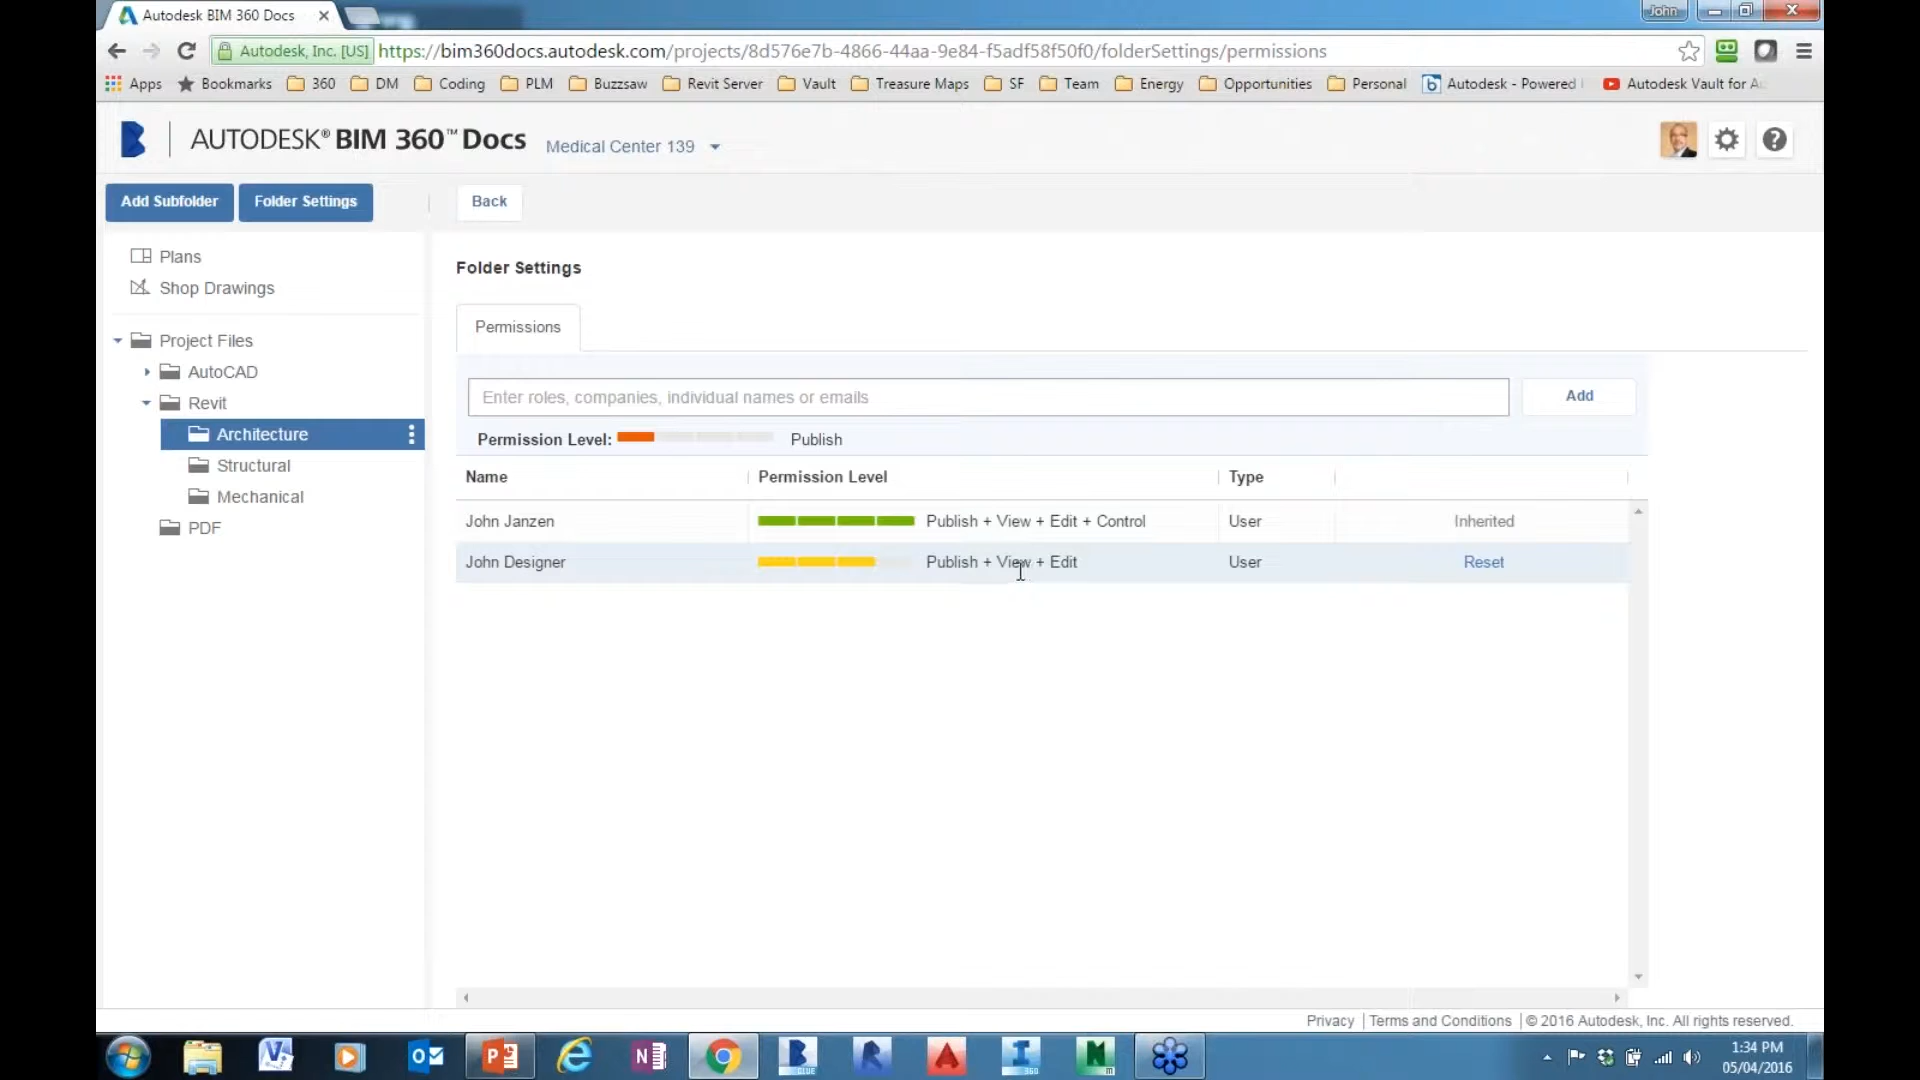 Autodesk BIM 360 Docs
John
Autodesk, Inc. [US] https://bim360docs.autodesk.com/projects/8d576e7b-4866-44aa-9e84-f5adf58f50f0/folderSettings/permissions
Apps Bookmarks 360 DM Coding PLM Buzzsaw Revit Server Vault Treasure Maps SF Team Energy Opportunities Personal Autodesk - Powered Autodesk Vault for
AUTODESK® BIM 360™ Docs Medical Center 139
Add Subfolder Folder Settings Back
Plans
Shop Drawings
Project Files
AutoCAD
Revit
Architecture
Structural
Mechanical
PDF
Folder Settings
Permissions
Enter roles, companies, individual names or emails Add
Permission Level: Publish
Name Permission Level Type
John Janzen Publish + View + Edit + Control User Inherited
John Designer Publish + View + Edit User Reset
Privacy | Terms and Conditions | © 2016 Autodesk, Inc. All rights reserved.
1:34 PM
05/04/2016